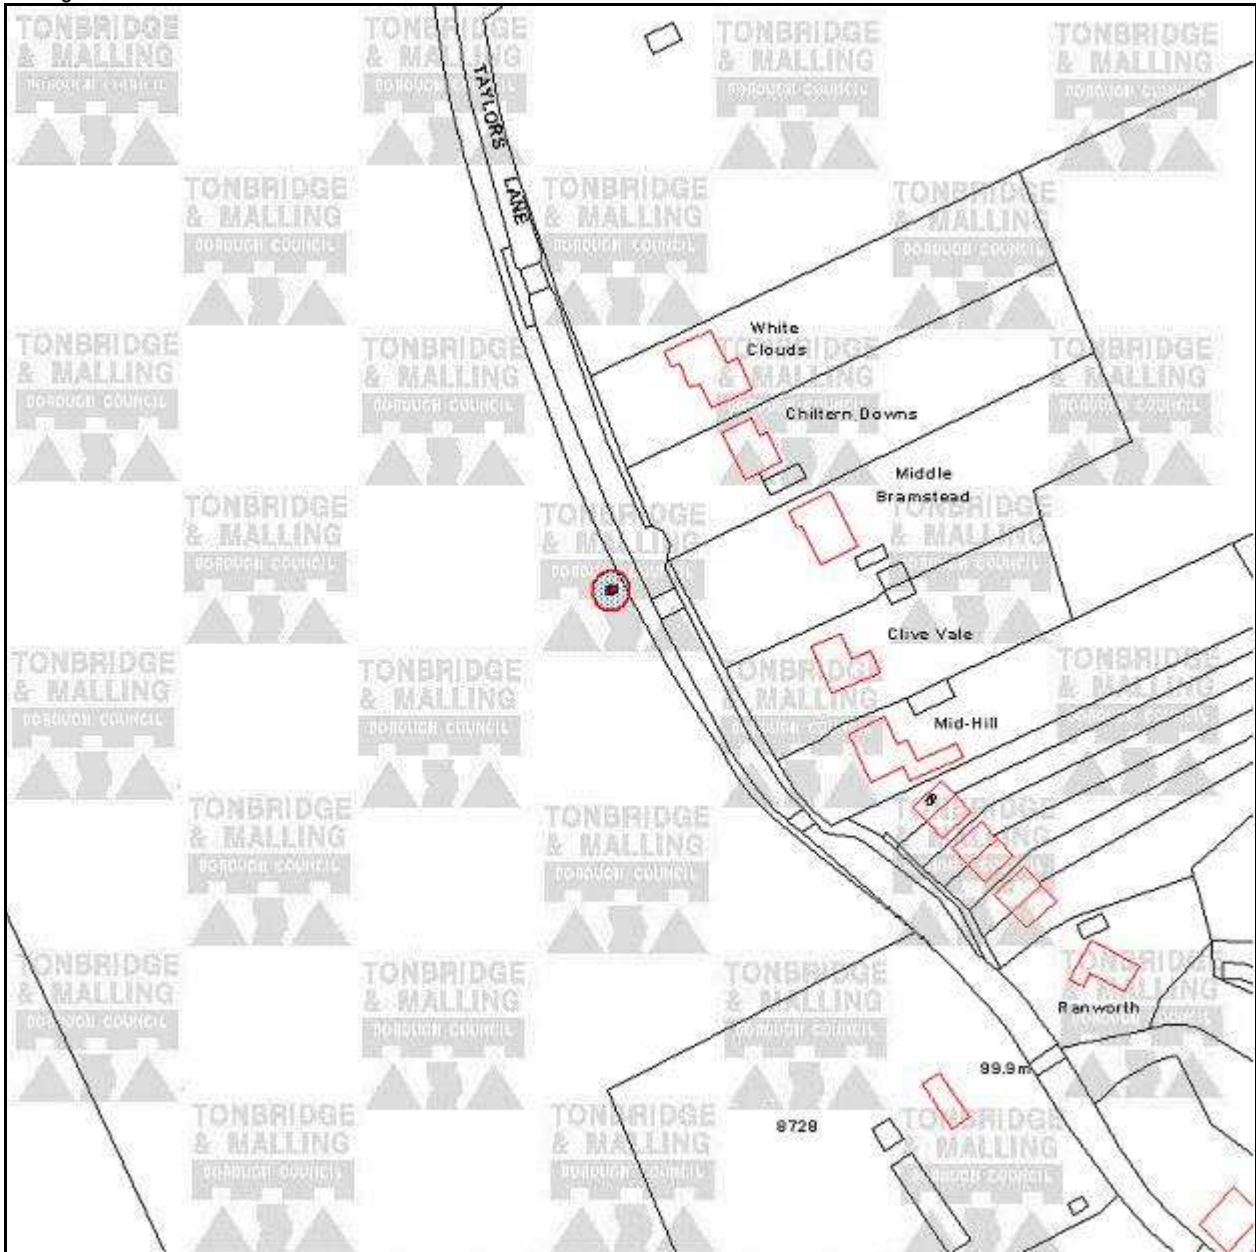 TAYLORS LANE
White
Clouds
Chiltern Downs
Middle
Bramstead
Clive Vale
Mid-Hill
8
Ranworth
99.9m
8728
TONBRIDGE
& MALLING
BOROUGH COUNCIL